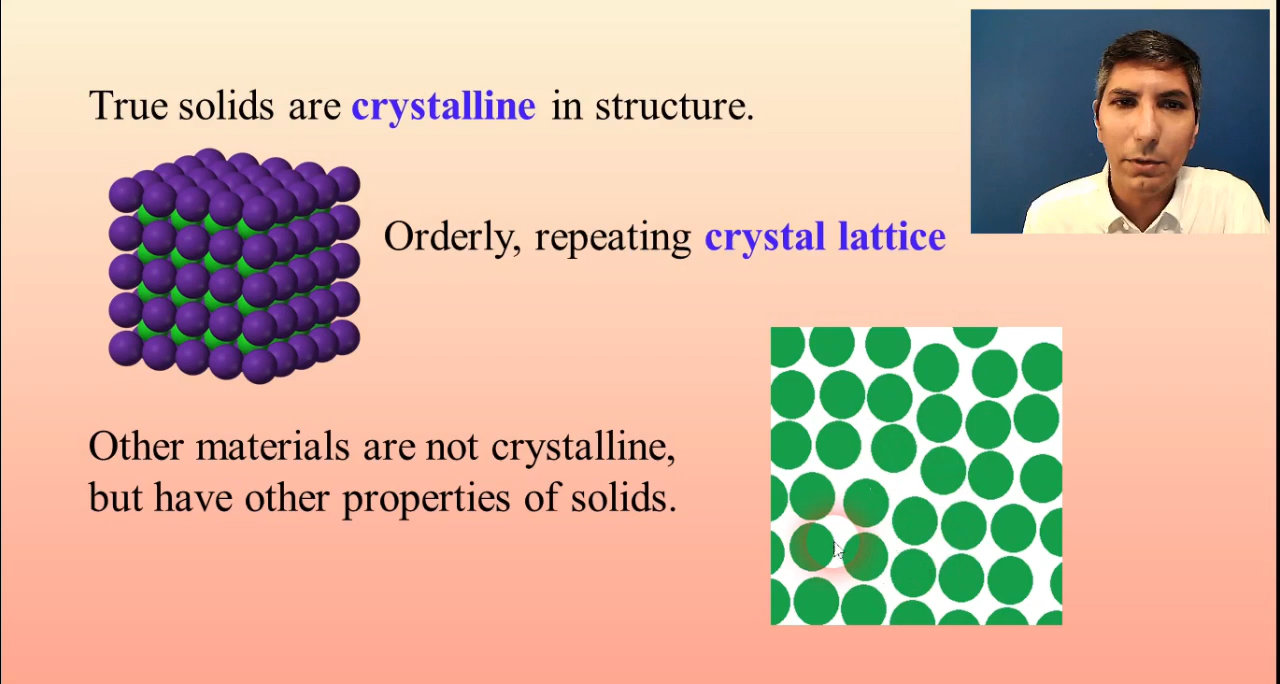 True solids are crystalline in structure.
Orderly, repeating crystal lattice
Other materials are not crystalline,
but have other properties of solids.